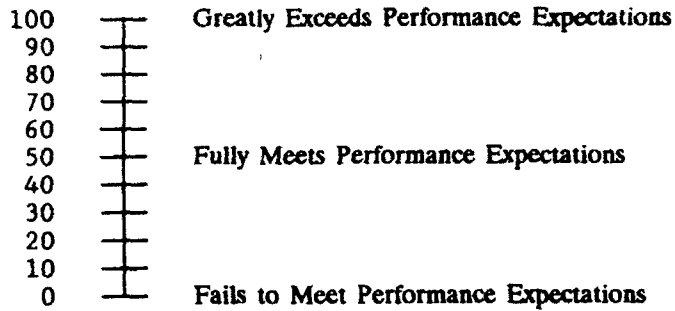 100 Greatly Exceeds Performance Expectations
90
80
70
60
50 Fully Meets Performance Expectations
40
30
20
10
0 Fails to Meet Performance Expectations